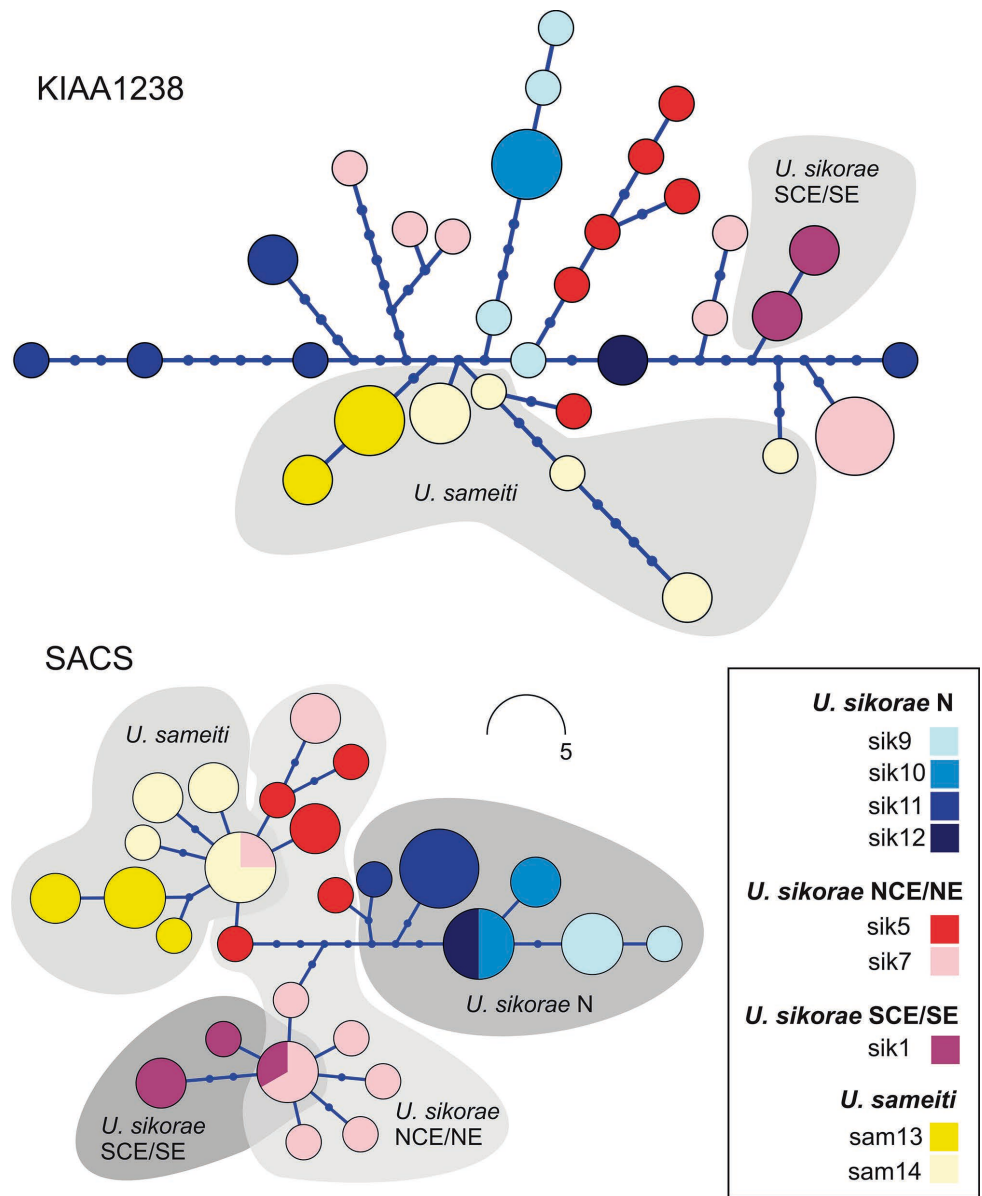 KIAA1238
U. sikorae
SCE/SE
U. sameiti
SACS
U. sameiti
5
U. sikorae N
U. sikorae
SCE/SE
U. sikorae
NCE/NE
U. sikorae N
sik9
sik10
sik11
sik12
U. sikorae NCE/NE
sik5
sik7
U. sikorae SCE/SE
sik1
U. sameiti
sam13
sam14